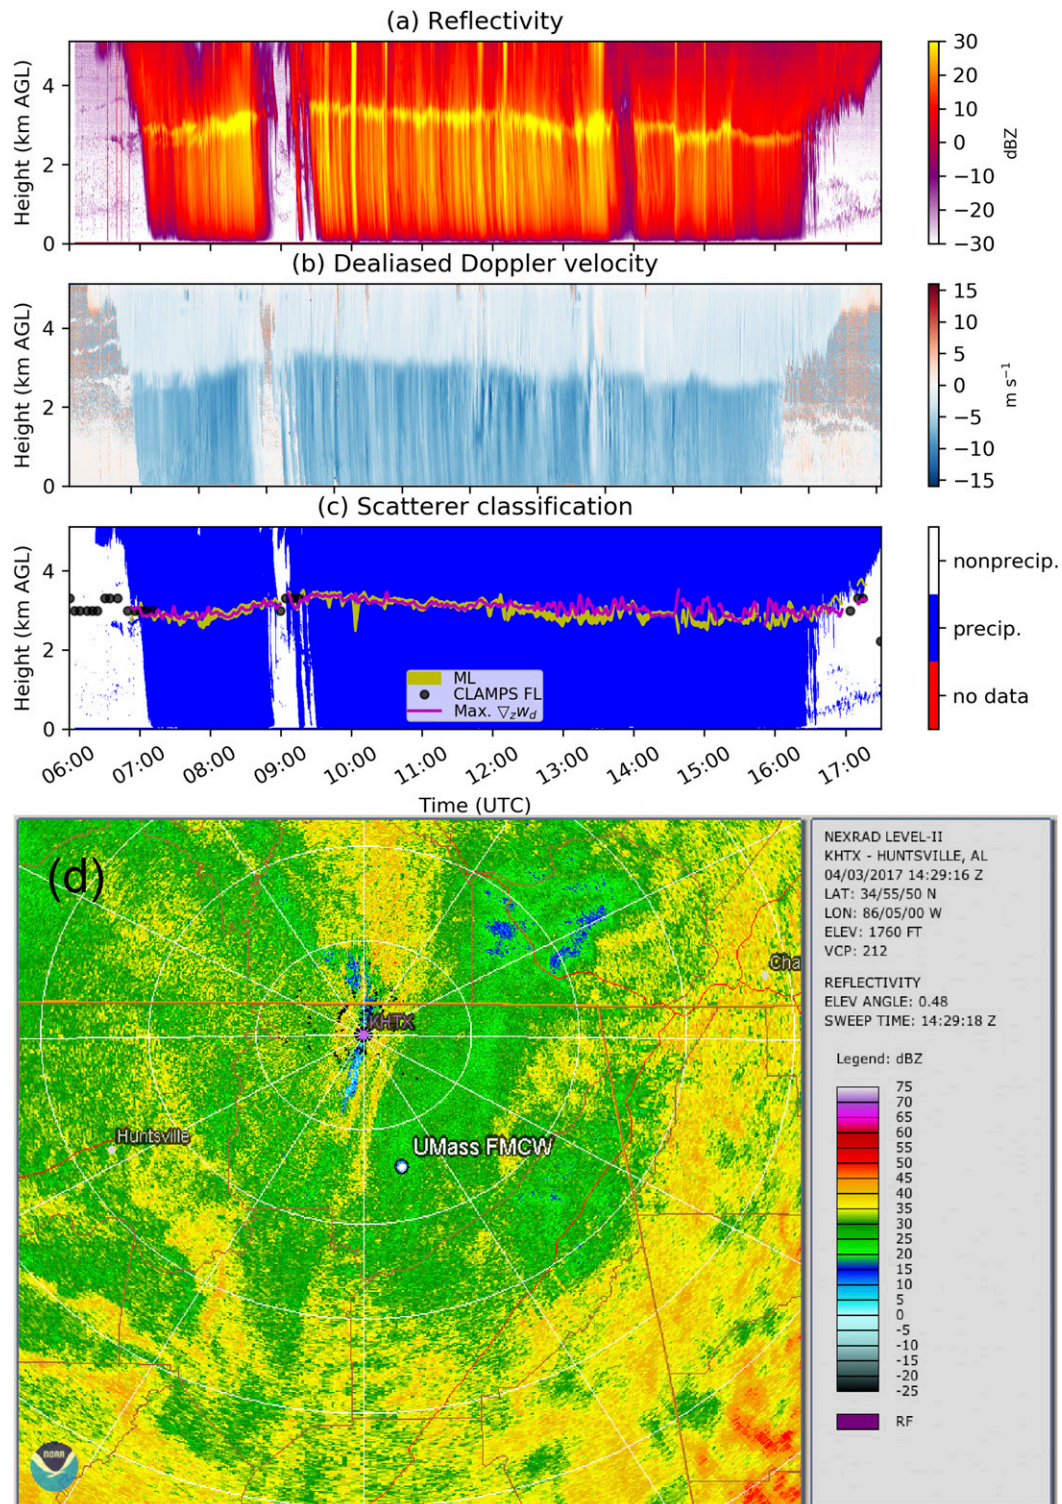 (a) Reflectivity
Height (km AGL)
4
2
0
30
20
10
0
−10
−20
−30
dBZ
(b) Dealiased Doppler velocity
Height (km AGL)
4
2
0
15
10
5
0
−5
−10
−15
m s⁻¹
(c) Scatterer classification
Height (km AGL)
4
2
0
ML
CLAMPS FL
Max. ∇zwd
nonprecip.
precip.
no data
06:00 07:00 08:00 09:00 10:00 11:00 12:00 13:00 14:00 15:00 16:00 17:00
Time (UTC)
(d)
Cha
KHTX
Huntsville
UMass FMCW
NOAA
NEXRAD LEVEL-II
KHTX - HUNTSVILLE, AL
04/03/2017 14:29:16 Z
LAT: 34/55/50 N
LON: 86/05/00 W
ELEV: 1760 FT
VCP: 212
REFLECTIVITY
ELEV ANGLE: 0.48
SWEEP TIME: 14:29:18 Z
Legend: dBZ
75
70
65
60
55
50
45
40
35
30
25
20
15
10
5
0
-5
-10
-15
-20
-25
RF